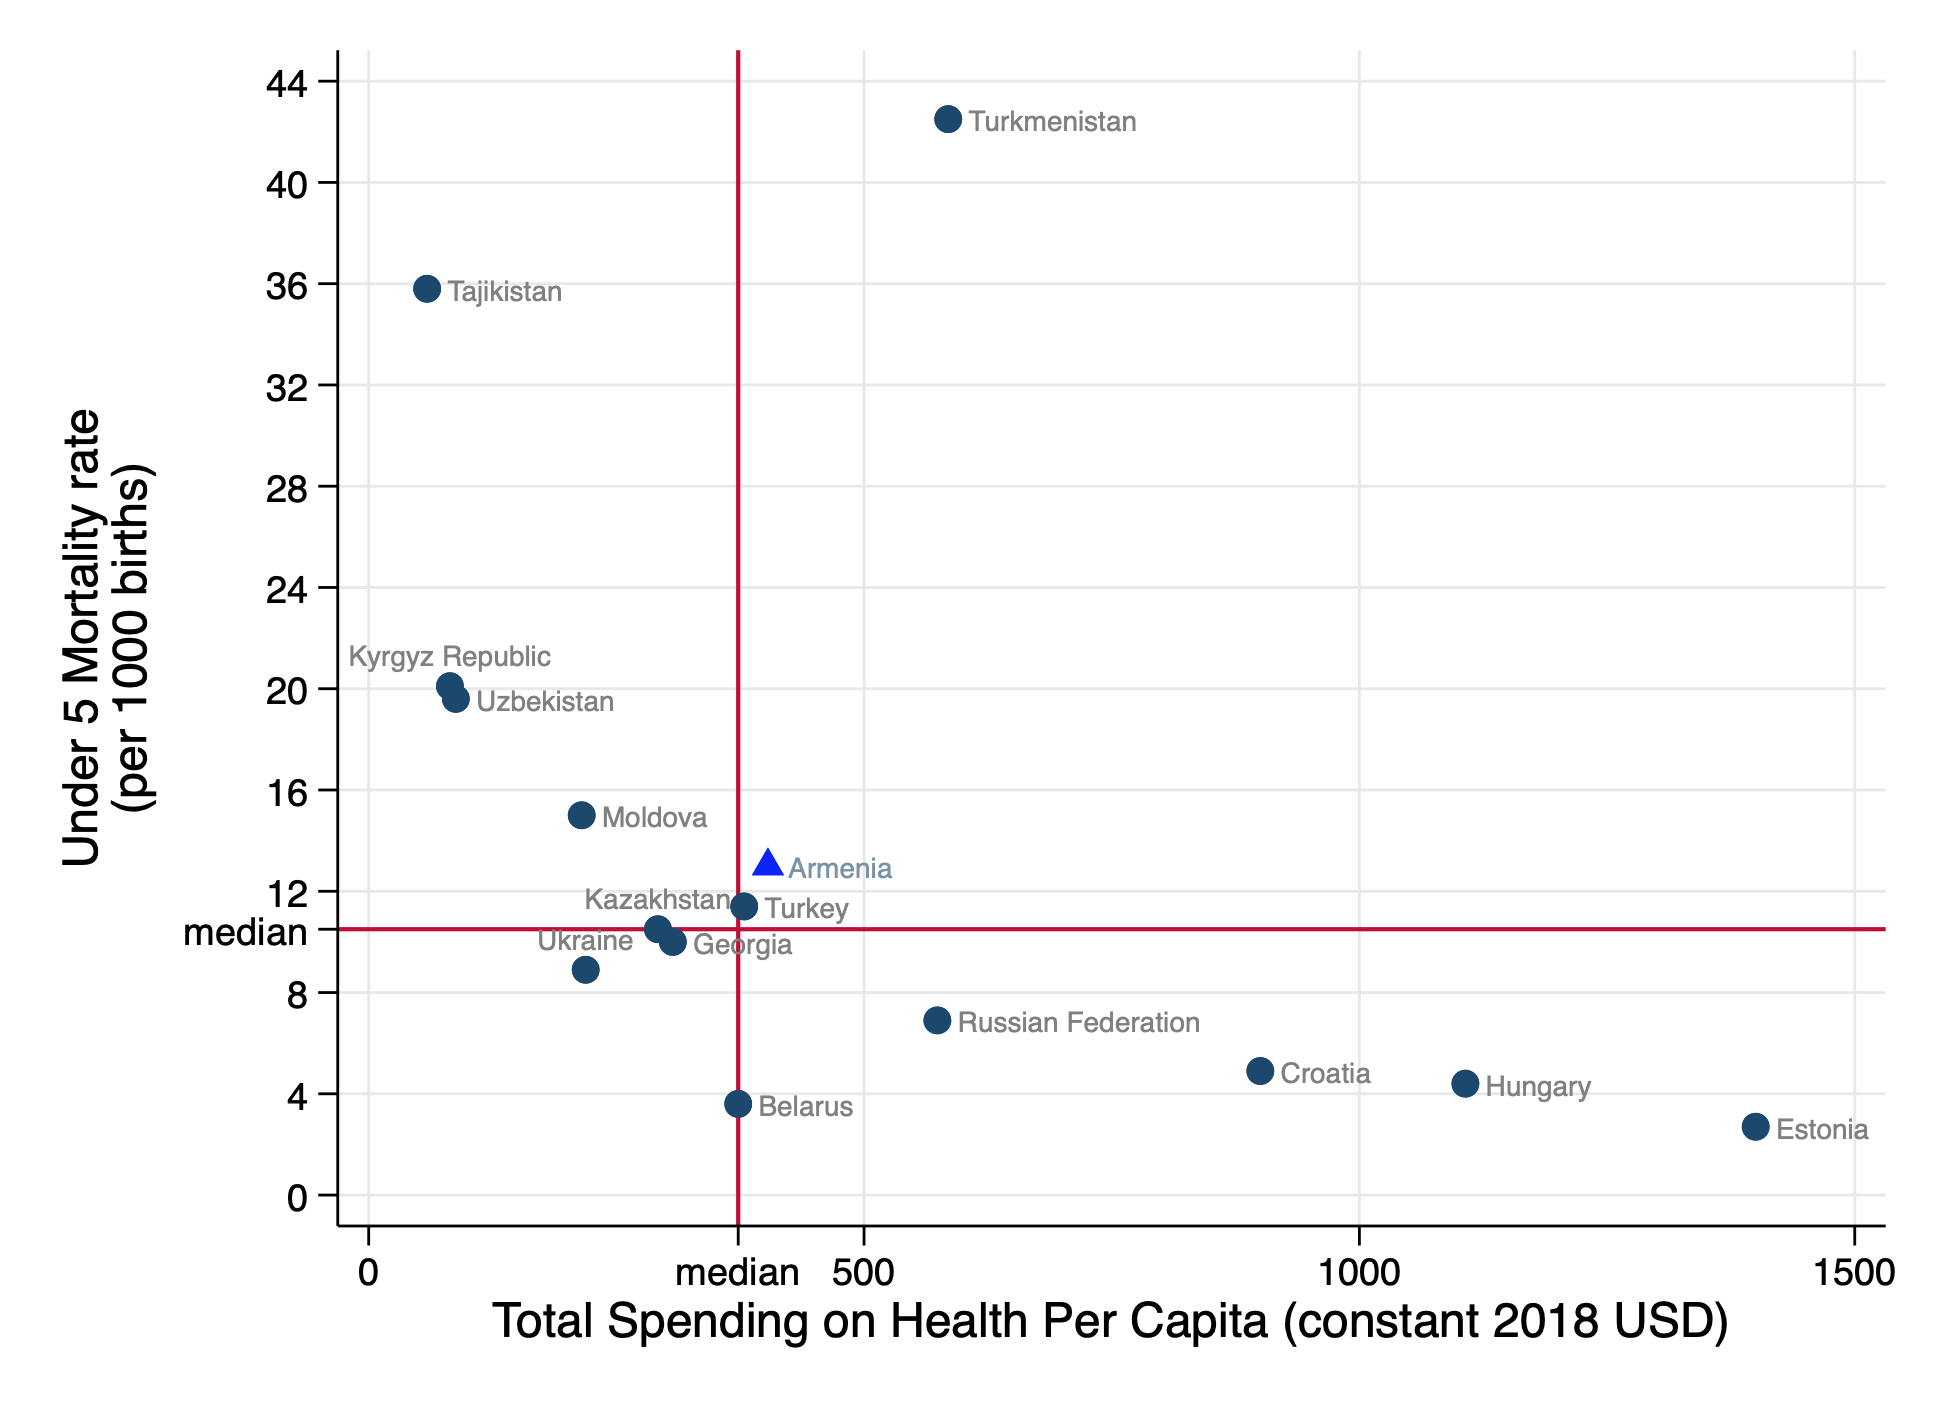 44
Turkmenistan
40
36
Tajikistan
32
28
24
Kyrgyz Republic
20
Uzbekistan
16
Moldova
Armenia
12
Kazakhstan
Turkey
median
Ukraine
Georgia
8
Russian Federation
Croatia
Hungary
4
Belarus
Estonia
0
Under 5 Mortality rate
(per 1000 births)
0 median 500 1000 1500
Total Spending on Health Per Capita (constant 2018 USD)